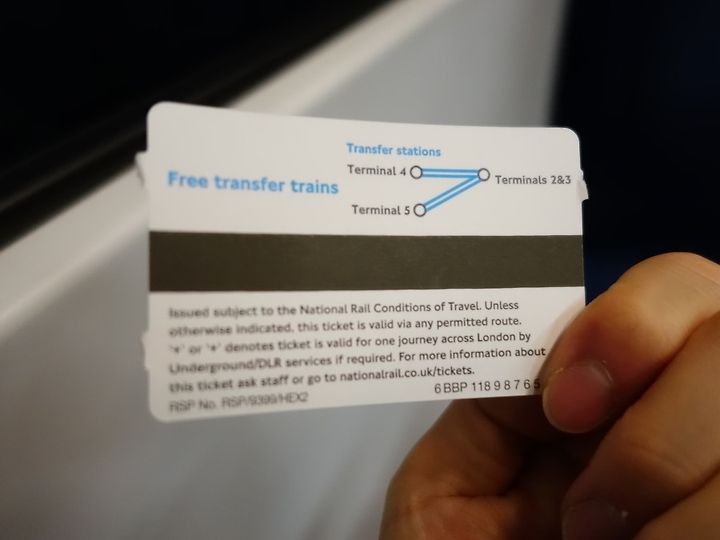 Transfer stations
Free transfer trains
Terminal 4
Terminals 2&3
Terminal 5
Issued subject to the National Rail Conditions of Travel. Unless
otherwise indicated, this ticket is valid via any permitted route.
'+' or '*' denotes ticket is valid for one journey across London by
Underground/DLR services if required. For more information about
this ticket ask staff or go to nationalrail.co.uk/tickets.
RSP No. RSP/9399/HEX2
6 BBP 118 9 8 7 6 5